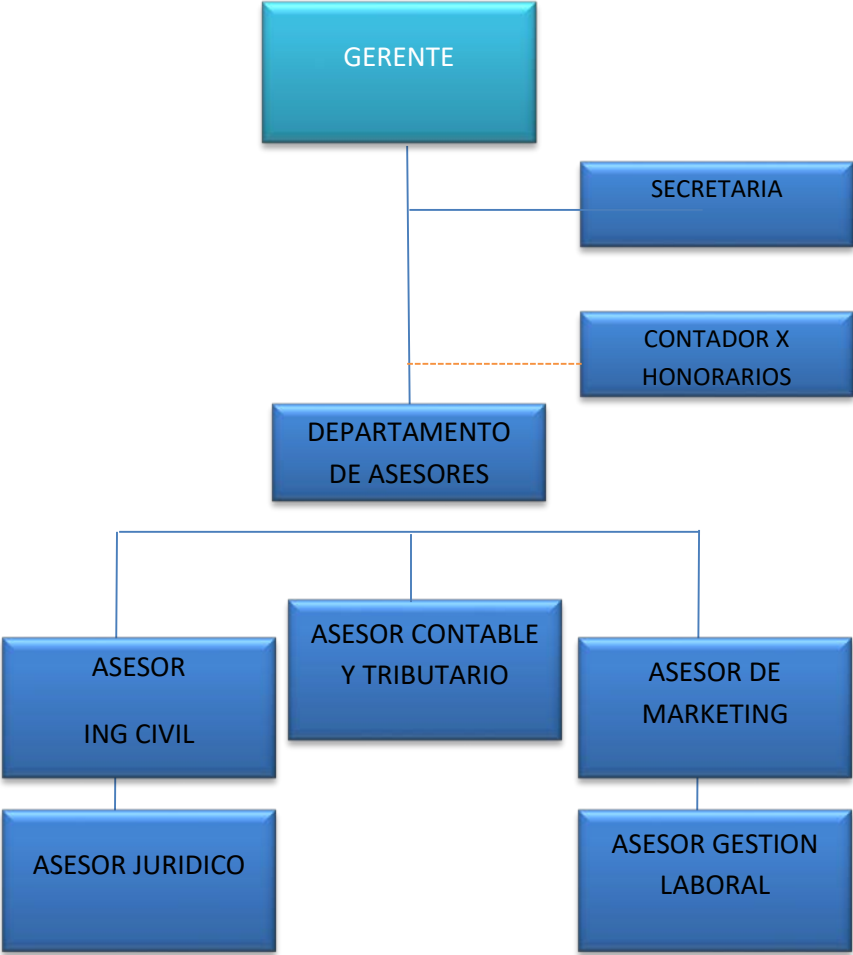 GERENTE
SECRETARIA
CONTADOR X
HONORARIOS
DEPARTAMENTO
DE ASESORES
ASESOR
ING CIVIL
ASESOR CONTABLE
Y TRIBUTARIO
ASESOR DE
MARKETING
ASESOR JURIDICO
ASESOR GESTION
LABORAL